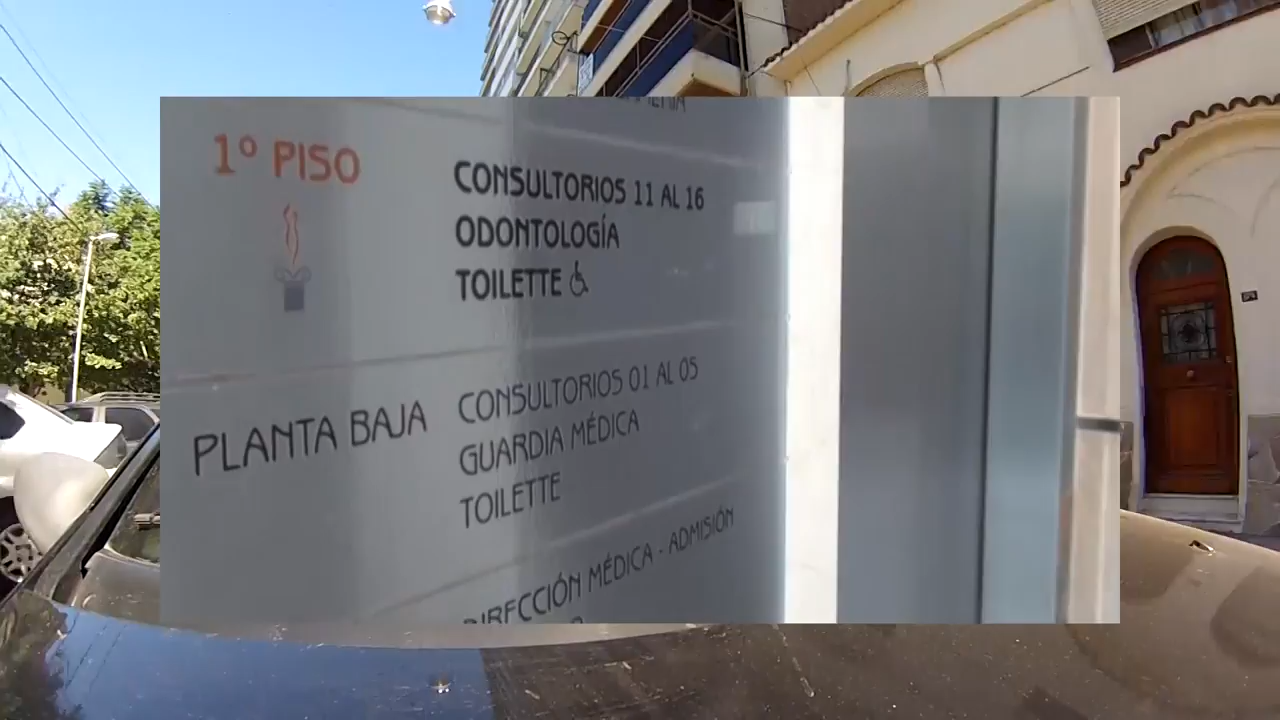 1º PISO
CONSULTORIOS 11 AL 16
ODONTOLOGÍA
TOILETTE
PLANTA BAJA
CONSULTORIOS 01 AL 05
GUARDIA MÉDICA
TOILETTE
DIRECCIÓN MÉDICA - ADMISIÓN